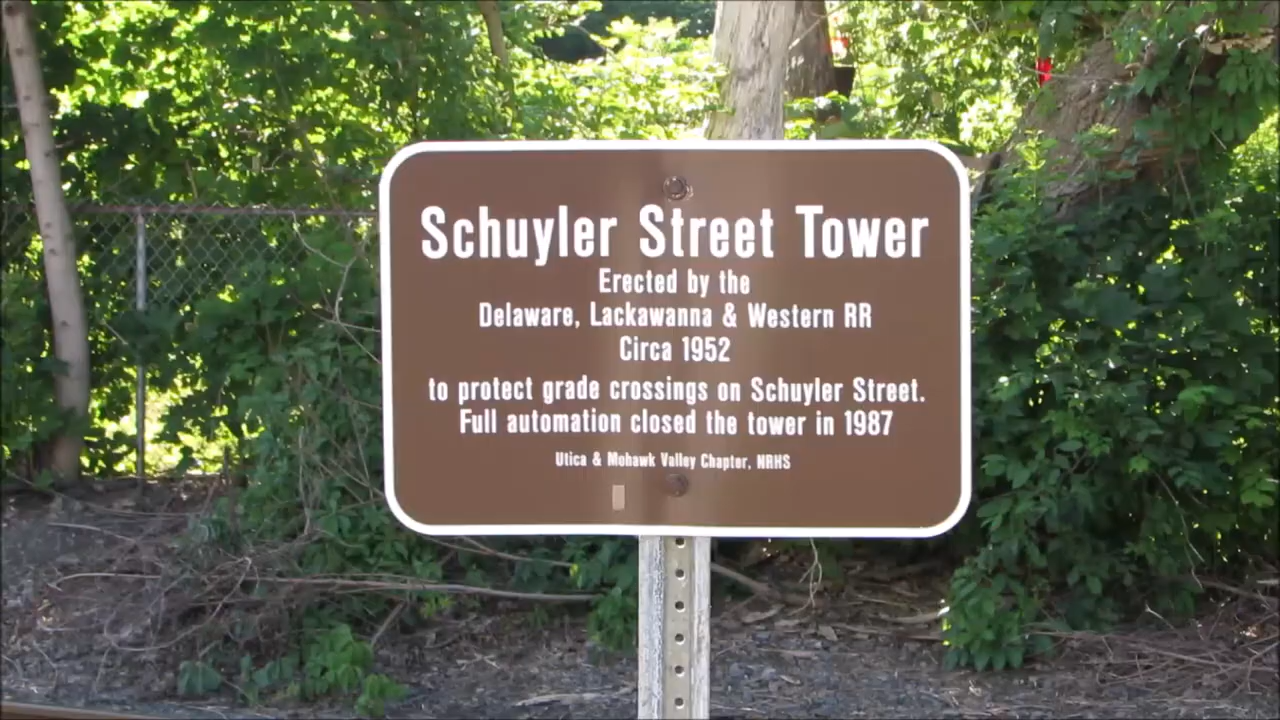 Schuyler Street Tower
Erected by the
Delaware, Lackawanna & Western RR
Circa 1952
to protect grade crossings on Schuyler Street.
Full automation closed the tower in 1987
Utica & Mohawk Valley Chapter, NRHS